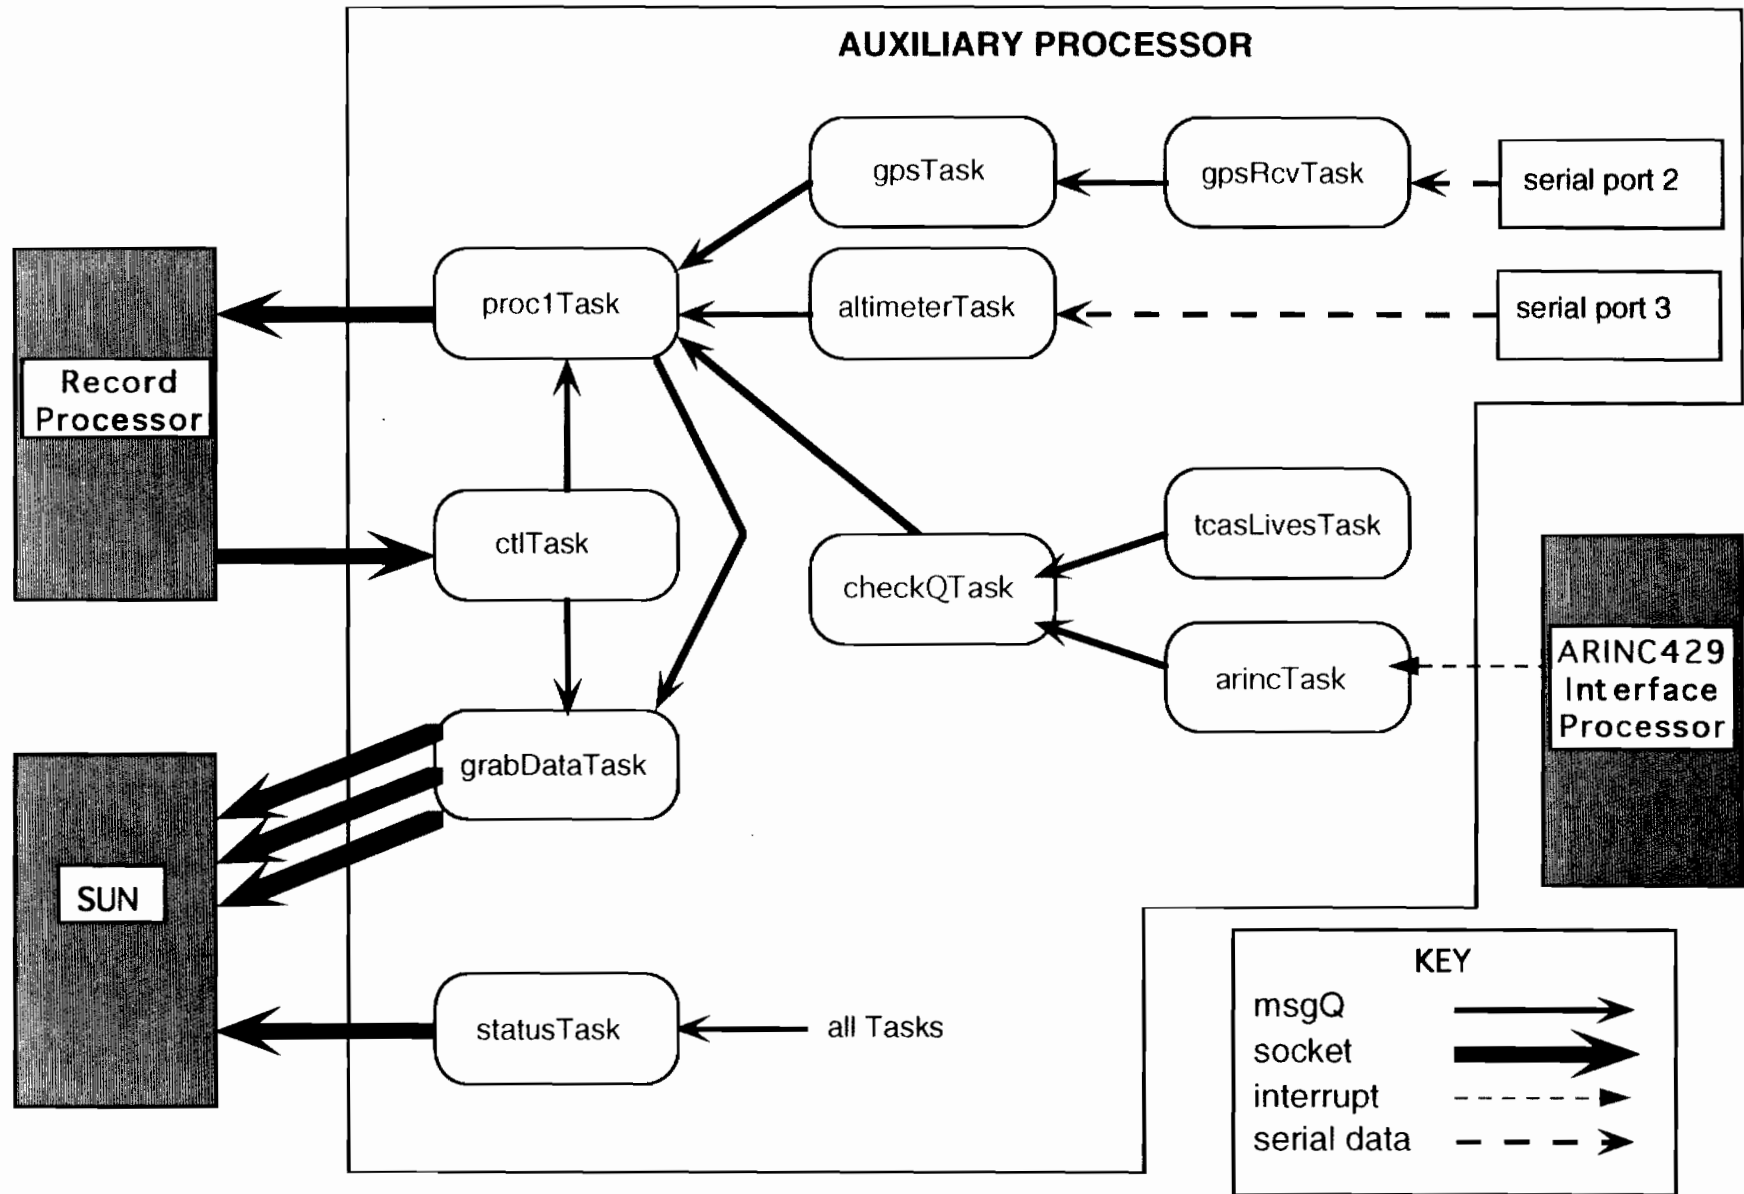 AUXILIARY PROCESSOR
gpsTask
gpsRcvTask
serial port 2
proc1Task
altimeterTask
serial port 3
Record
Processor
ctlTask
tcasLivesTask
checkQTask
arincTask
ARINC429
Interface
Processor
grabDataTask
SUN
statusTask
all Tasks
KEY
msgQ
socket
interrupt
serial data